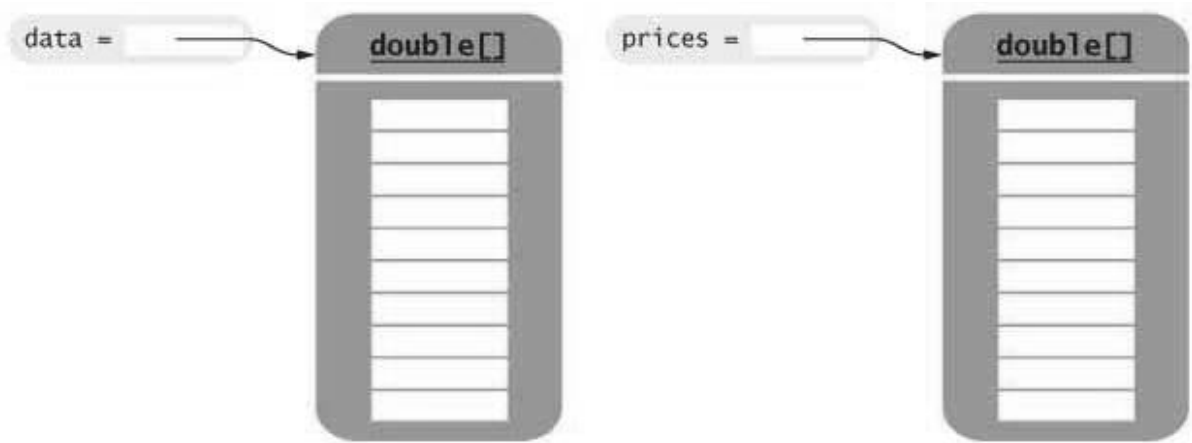 data =
double[]
prices =
double[]